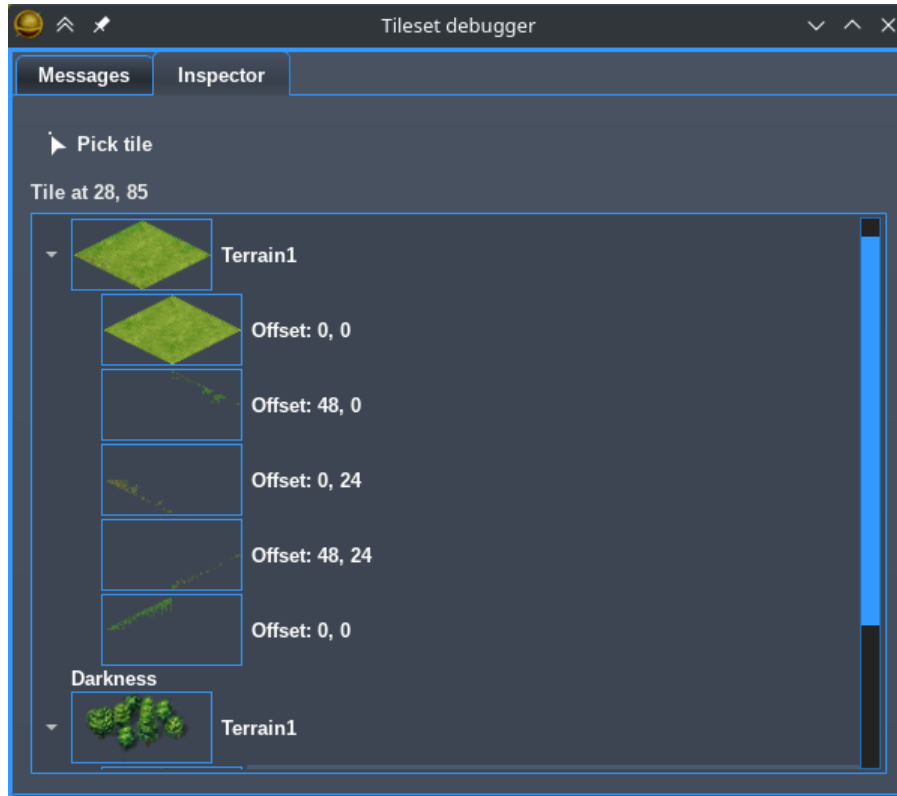 Tileset debugger
Messages
Inspector
Pick tile
Tile at 28, 85
Terrain1
Offset: 0, 0
Offset: 48, 0
Offset: 0, 24
Offset: 48, 24
Offset: 0, 0
Darkness
Terrain1